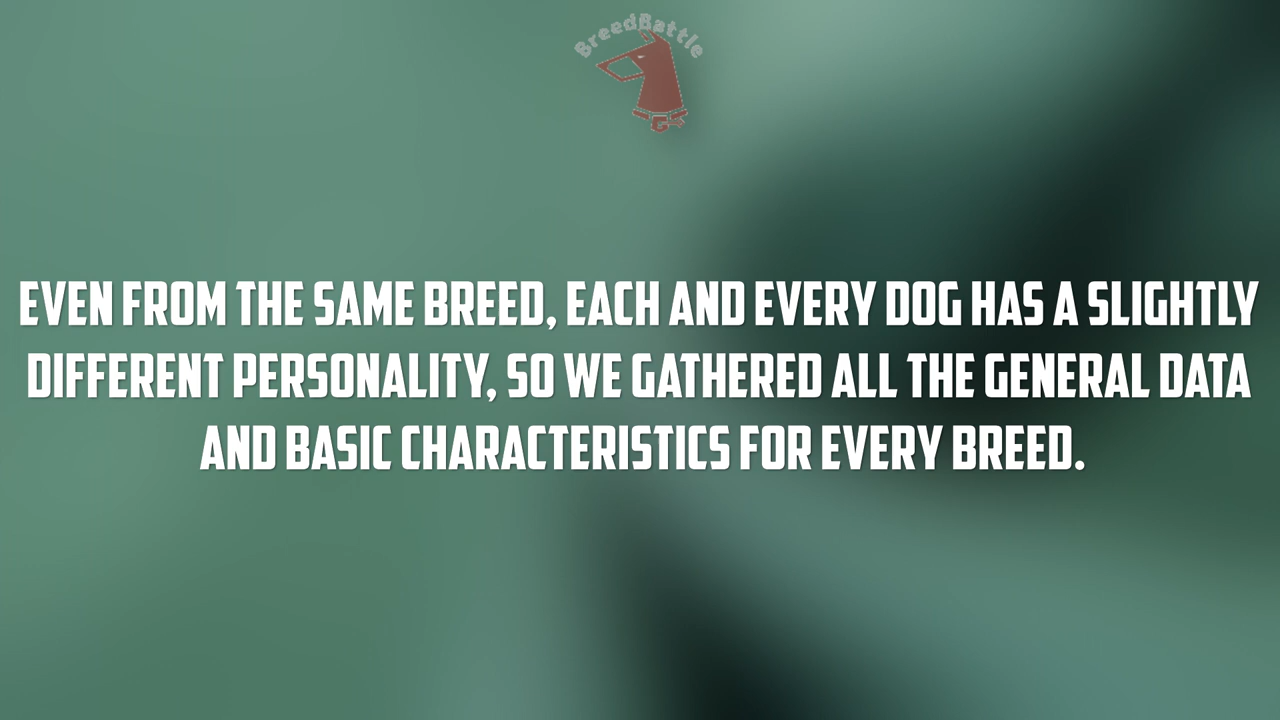 BreedBattle
EVEN FROM THE SAME BREED, EACH AND EVERY DOG HAS A SLIGHTLY
DIFFERENT PERSONALITY, SO WE GATHERED ALL THE GENERAL DATA
AND BASIC CHARACTERISTICS FOR EVERY BREED.